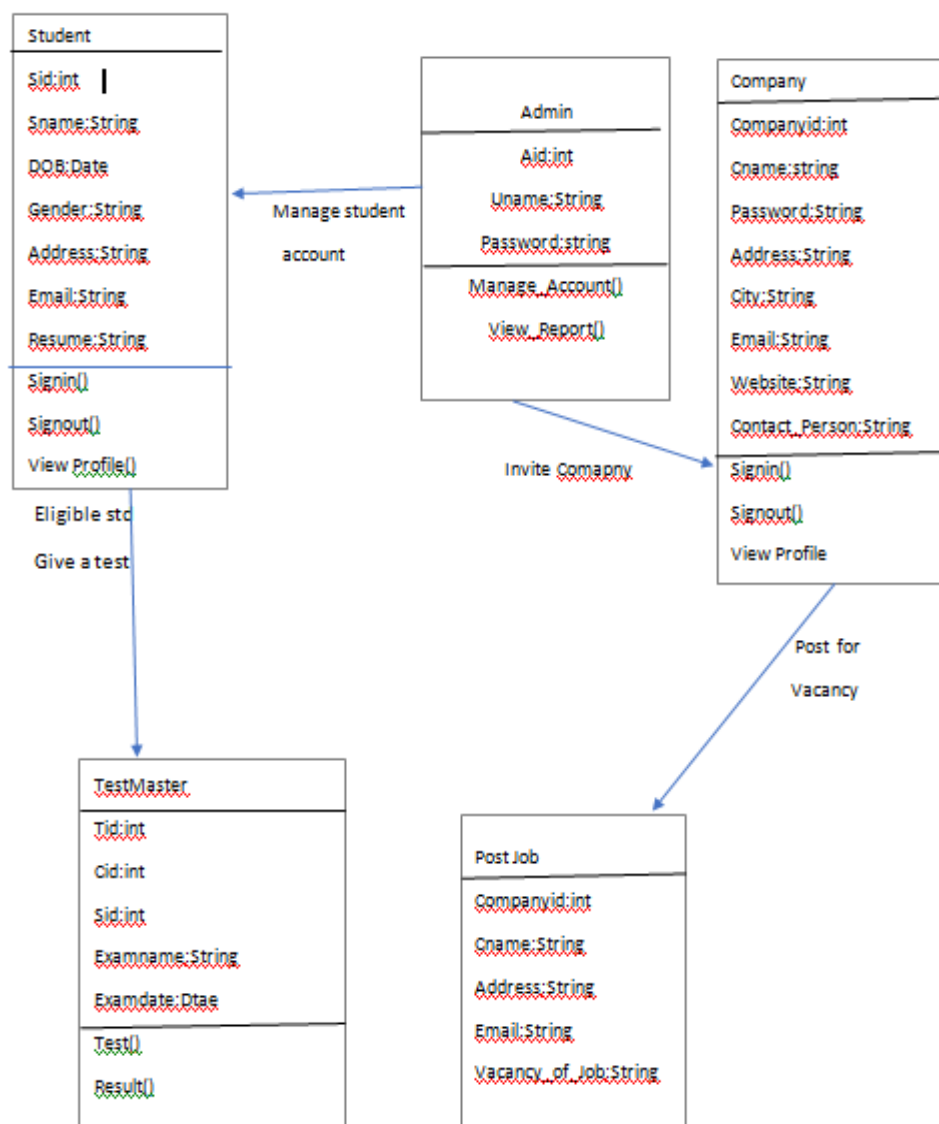 Student
Sid:int
Sname:String
DOB:Date
Gender:String
Address:String
Email:String
Resume:String
Signin()
Signout()
View Profile()
Manage student
account
Admin
Aid:int
Uname:String
Password:string
Manage_Account()
View_Report()
Invite Comapny
Company
Companyid:int
Cname:string
Password:String
Address:String
City:String
Email:String
Website:String
Contact_Person:String
Signin()
Signout()
View Profile
Eligible std
Give a test
Post for
Vacancy
TestMaster
Tid:int
Cid:int
Sid:int
Examname:String
Examdate:Dtae
Test()
Result()
Post Job
Companyid:int
Cname:String
Address:String
Email:String
Vacancy_of_Job:String